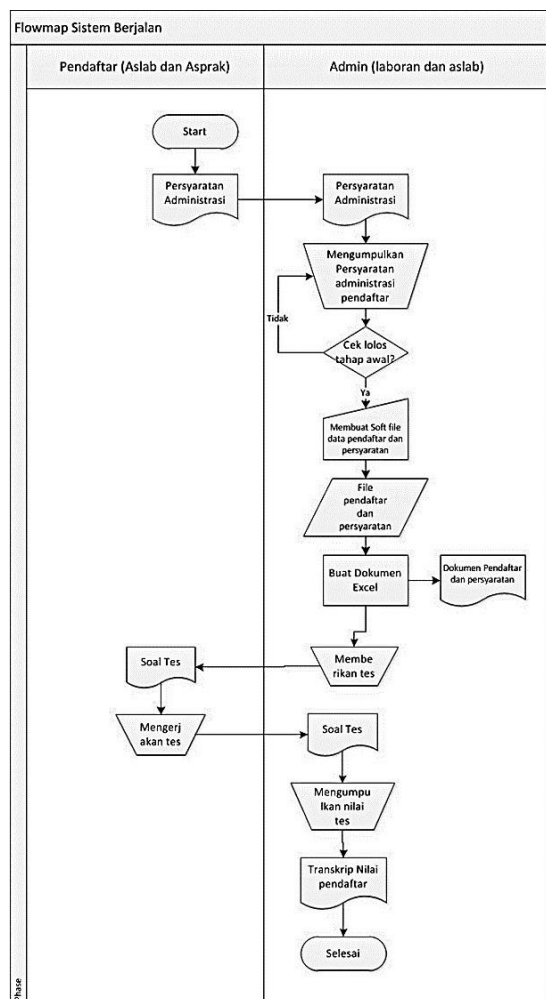 Flowmap Sistem Berjalan
Pendaftar (Aslab dan Asprak)
Admin (laboran dan aslab)
Start
Persyaratan
Administrasi
Persyaratan
Administrasi
Mengumpulkan
Persyaratan
administrasi
pendaftar
Tidak
Cek lolos
tahap awal?
Ya
Membuat Soft file
data pendaftar dan
persyaratan
File
pendaftar
dan
persyaratan
Buat Dokumen
Excel
Dokumen Pendaftar
dan persyaratan
Membe
rikan tes
Soal Tes
Mengerj
akan tes
Soal Tes
Mengumpu
lkan nilai
tes
Transkrip Nilai
pendaftar
Selesai
Phase